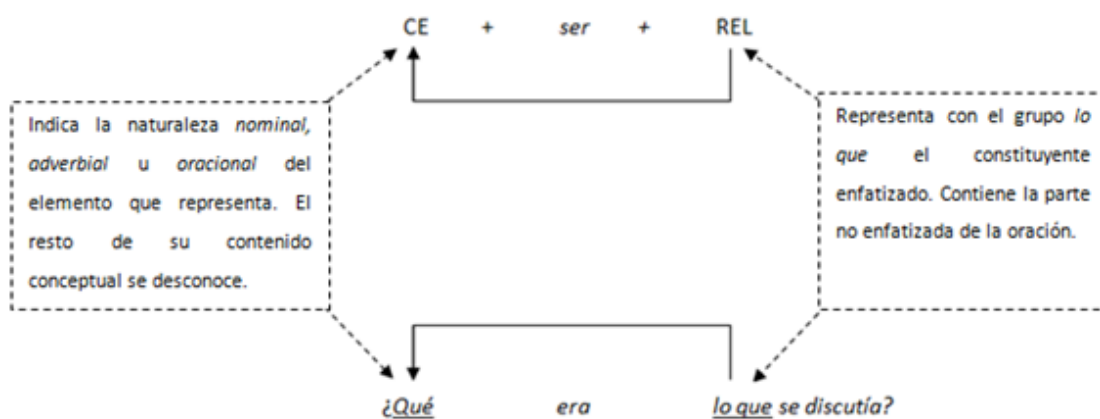 CE + ser + REL
Indica la naturaleza nominal,
adverbial u oracional del
elemento que representa. El
resto de su contenido
conceptual se desconoce.
Representa con el grupo lo
que el constituyente
enfatizado. Contiene la parte
no enfatizada de la oración.
¿Qué era lo que se discutía?